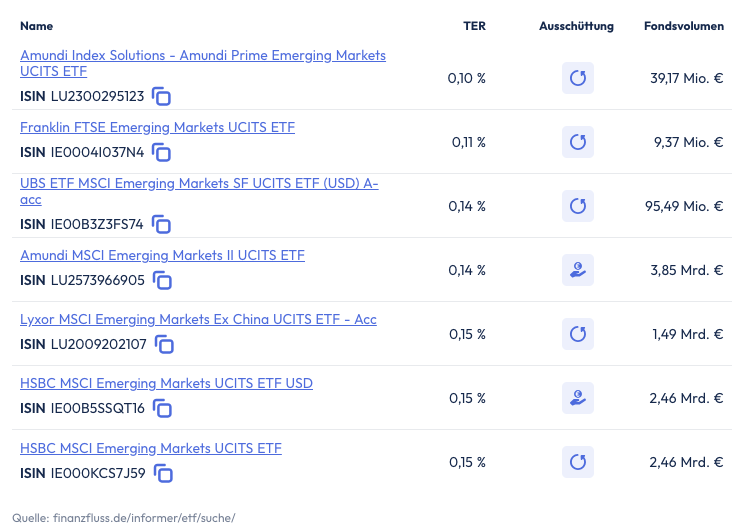 Name TER Ausschüttung Fondsvolumen
Amundi Index Solutions - Amundi Prime Emerging Markets
UCITS ETF
ISIN LU2300295123
0,10 % 39,17 Mio. €
Franklin FTSE Emerging Markets UCITS ETF
ISIN IE0004I037N4
0,11 % 9,37 Mio. €
UBS ETF MSCI Emerging Markets SF UCITS ETF (USD) A-
acc
ISIN IE00B3Z3FS74
0,14 % 95,49 Mio. €
Amundi MSCI Emerging Markets II UCITS ETF
ISIN LU2573966905
0,14 % 3,85 Mrd. €
Lyxor MSCI Emerging Markets Ex China UCITS ETF - Acc
ISIN LU2009202107
0,15 % 1,49 Mrd. €
HSBC MSCI Emerging Markets UCITS ETF USD
ISIN IE00B5SSQT16
0,15 % 2,46 Mrd. €
HSBC MSCI Emerging Markets UCITS ETF
ISIN IE000KCS7J59
0,15 % 2,46 Mrd. €
Quelle: finanzfluss.de/informer/etf/suche/